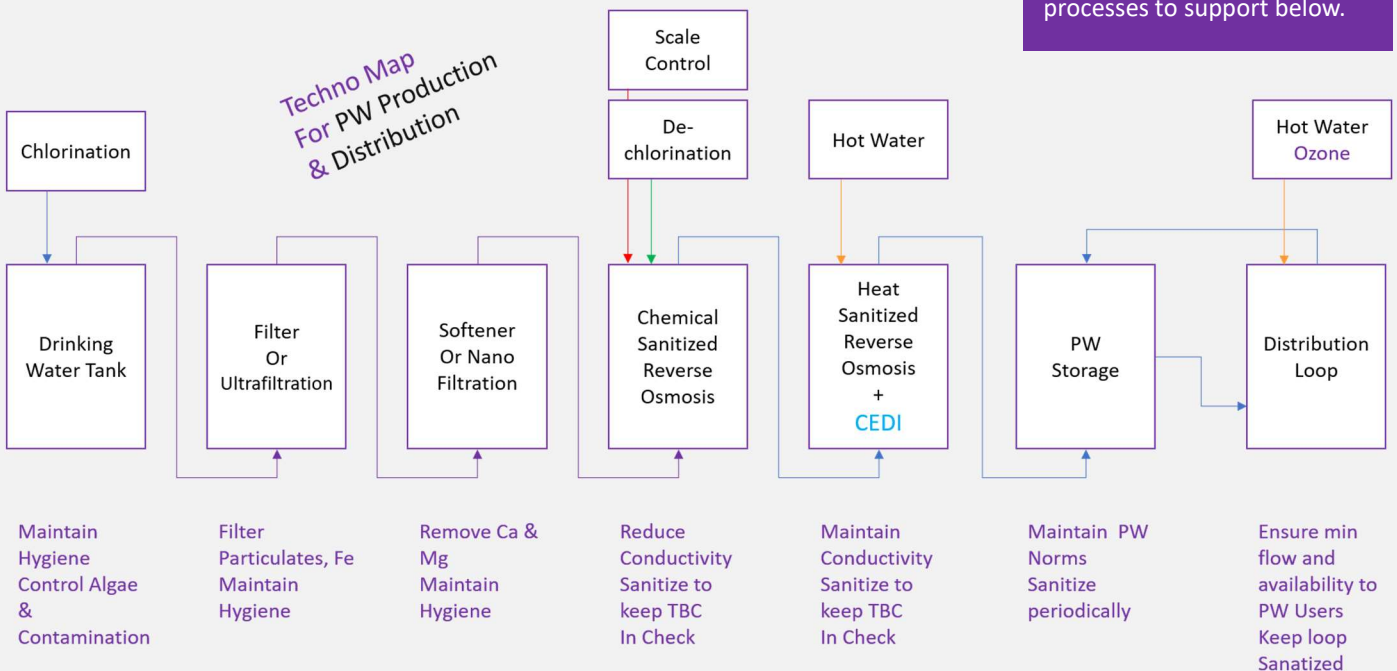 processes to support below.
Techno Map
For PW Production
& Distribution
Scale
Control
Chlorination
De-
chlorination
Hot Water
Hot Water
Ozone
Drinking
Water Tank
Filter
Or
Ultrafiltration
Softener
Or Nano
Filtration
Chemical
Sanitized
Reverse
Osmosis
Heat
Sanitized
Reverse
Osmosis
+
CEDI
PW
Storage
Distribution
Loop
Maintain
Hygiene
Control Algae
&
Contamination
Filter
Particulates, Fe
Maintain
Hygiene
Remove Ca &
Mg
Maintain
Hygiene
Reduce
Conductivity
Sanitize to
keep TBC
In Check
Maintain
Conductivity
Sanitize to
keep TBC
In Check
Maintain PW
Norms
Sanitize
periodically
Ensure min
flow and
availability to
PW Users
Keep loop
Sanatized